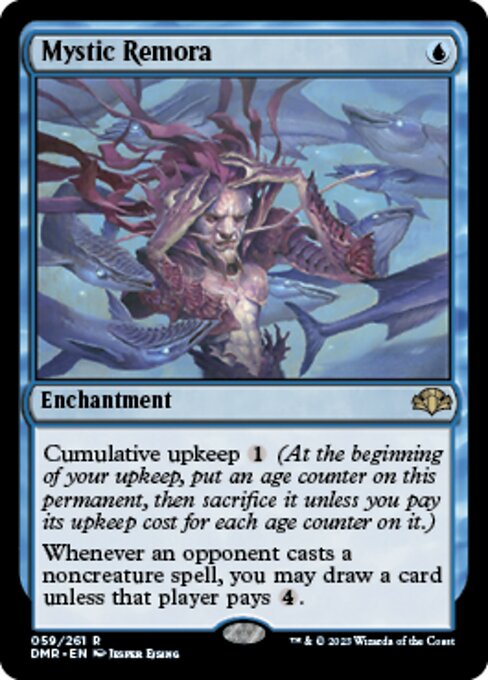 Mystic Remora
Enchantment
Cumulative upkeep 1 (At the beginning
of your upkeep, put an age counter on this
permanent, then sacrifice it unless you pay
its upkeep cost for each age counter on it.)
Whenever an opponent casts a
noncreature spell, you may draw a card
unless that player pays 4.
059/261 R
DMR • EN Jesper Ejsing
™ & © 2023 Wizards of the Coast